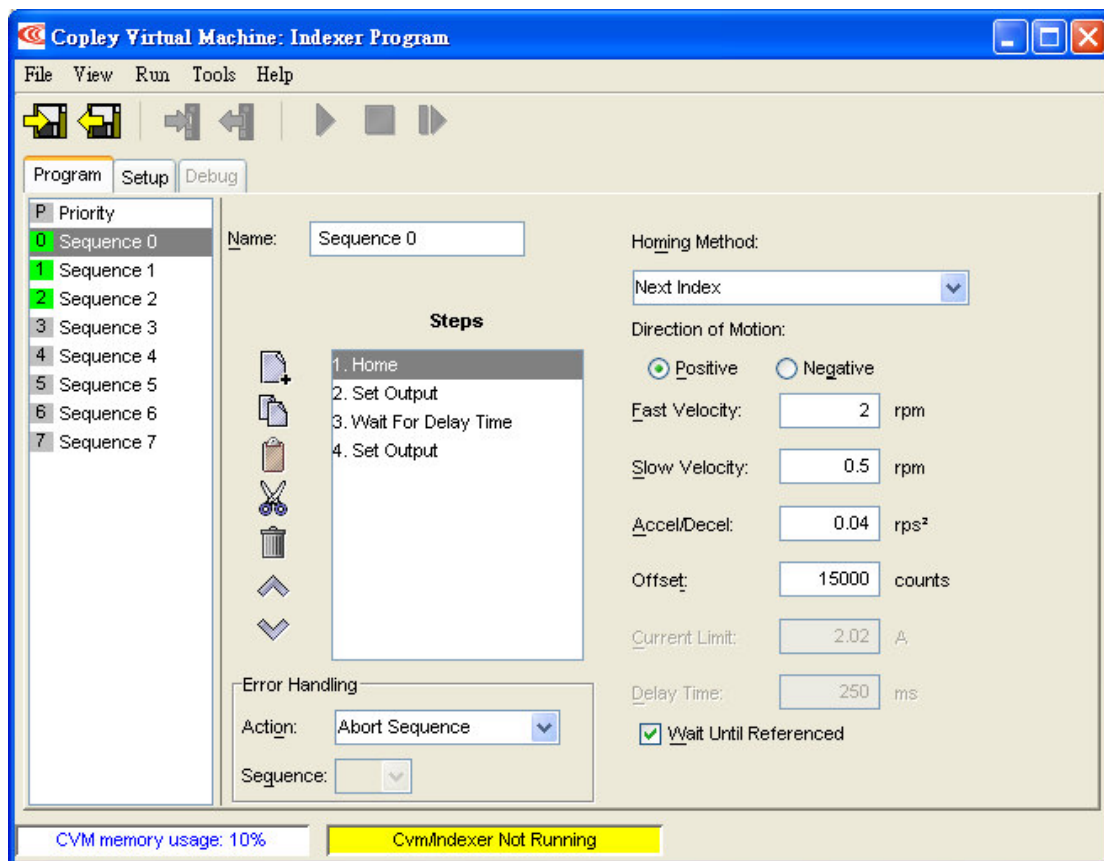 Copley Virtual Machine: Indexer Program
File View Run Tools Help
Program Setup Debug
P Priority
0 Sequence 0
1 Sequence 1
2 Sequence 2
3 Sequence 3
4 Sequence 4
5 Sequence 5
6 Sequence 6
7 Sequence 7
Name: Sequence 0
Steps
1. Home
2. Set Output
3. Wait For Delay Time
4. Set Output
Error Handling
Action: Abort Sequence
Sequence:
Homing Method:
Next Index
Direction of Motion:
Positive Negative
Fast Velocity: 2 rpm
Slow Velocity: 0.5 rpm
Accel/Decel: 0.04 rps²
Offset: 15000 counts
Current Limit: 2.02 A
Delay Time: 250 ms
Wait Until Referenced
CVM memory usage: 10%
Cvm/Indexer Not Running